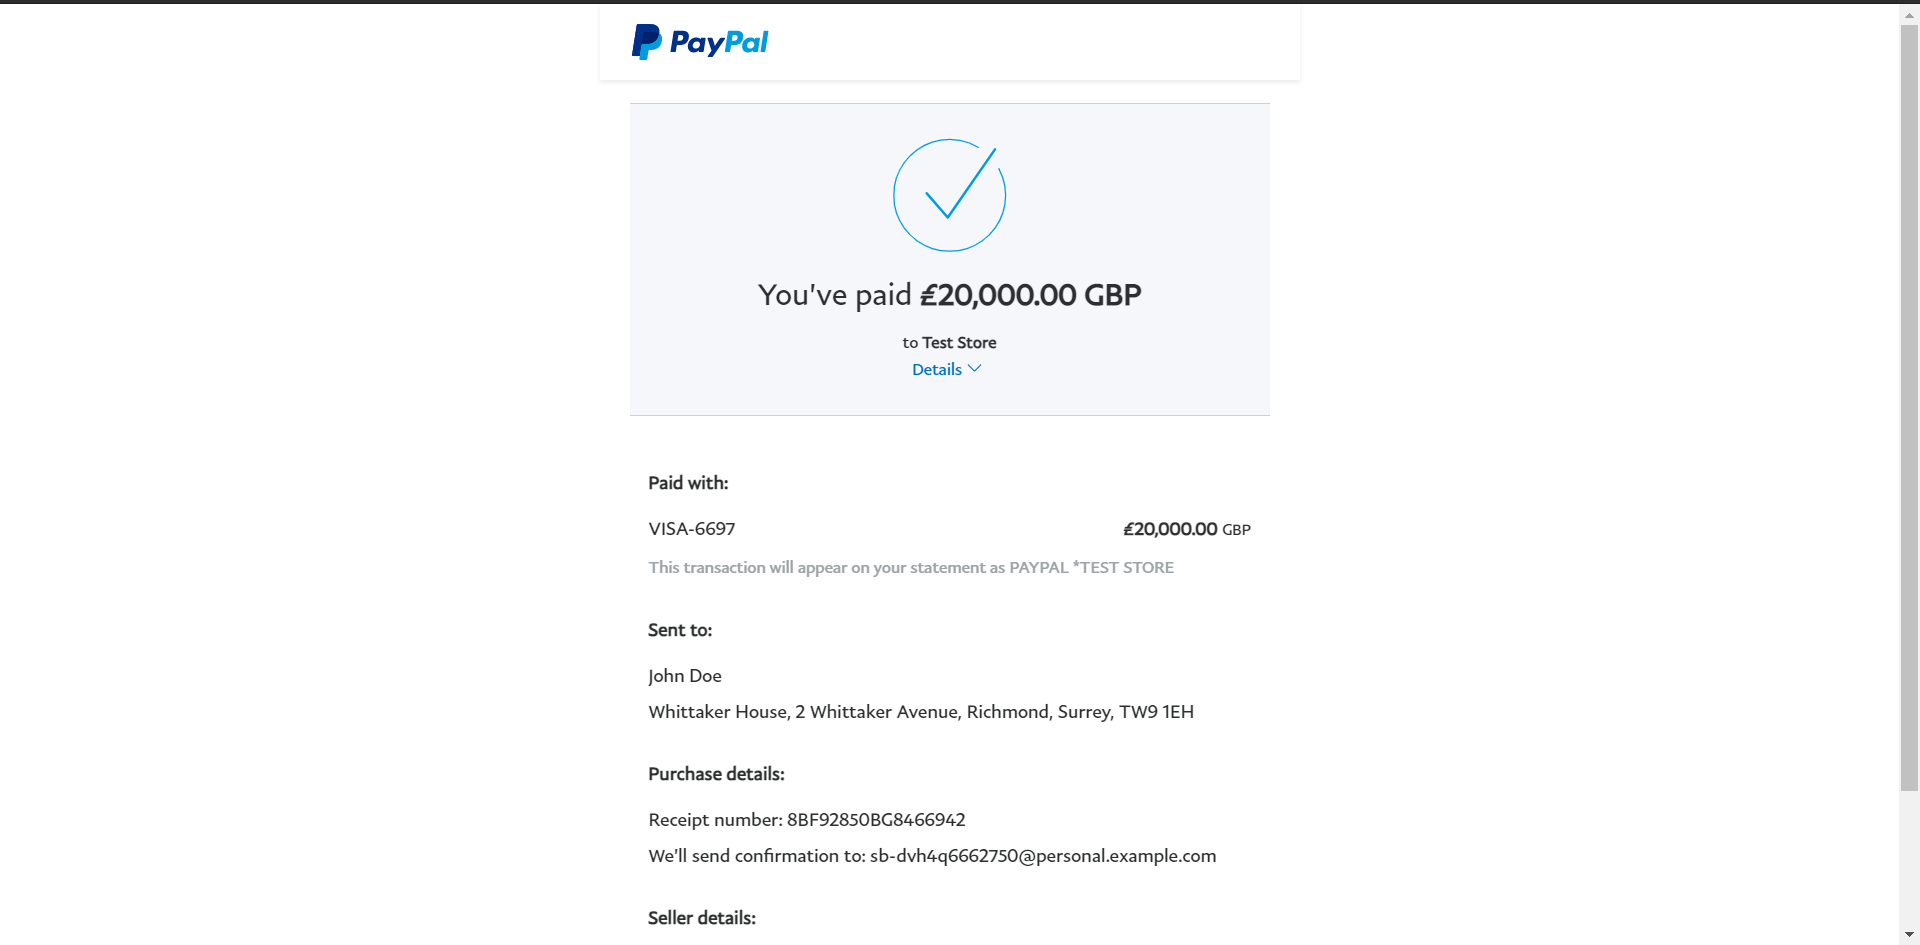 PayPal
You've paid £20,000.00 GBP
to Test Store
Details
Paid with:
VISA-6697 £20,000.00 GBP
This transaction will appear on your statement as PAYPAL *TEST STORE
Sent to:
John Doe
Whittaker House, 2 Whittaker Avenue, Richmond, Surrey, TW9 1EH
Purchase details:
Receipt number: 8BF92850BG8466942
We'll send confirmation to: sb-dvh4q6662750@personal.example.com
Seller details: